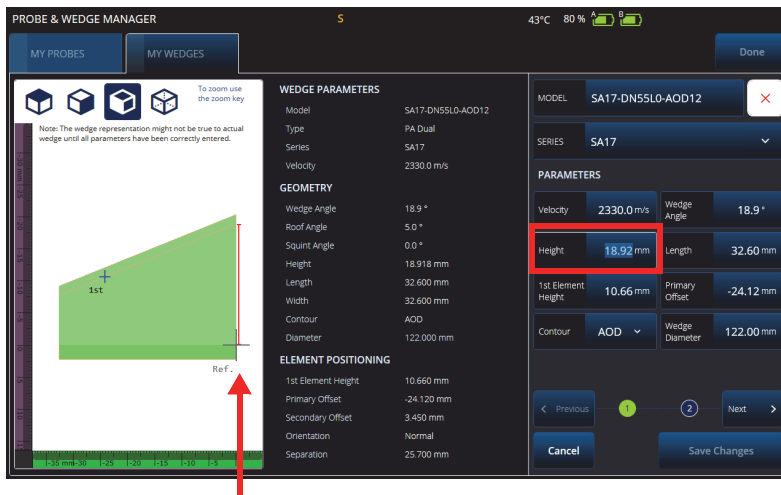 PROBE & WEDGE MANAGER
S
43°C 80 % A B
MY PROBES
MY WEDGES
Done
To zoom use
the zoom key
Note: The wedge representation might not be true to actual
wedge until all parameters have been correctly entered.
1st
Ref.
-35 mm -30 -25 -20 -15 -10 -5
WEDGE PARAMETERS
Model SA17-DN55L0-AOD12
Type PA Dual
Series SA17
Velocity 2330.0 m/s
GEOMETRY
Wedge Angle 18.9 °
Roof Angle 5.0 °
Squint Angle 0.0 °
Height 18.918 mm
Length 32.600 mm
Width 32.600 mm
Contour AOD
Diameter 122.000 mm
ELEMENT POSITIONING
1st Element Height 10.660 mm
Primary Offset -24.120 mm
Secondary Offset 3.450 mm
Orientation Normal
Separation 25.700 mm
MODEL SA17-DN55L0-AOD12
SERIES SA17
PARAMETERS
Velocity 2330.0 m/s Wedge Angle 18.9 °
Height 18.92 mm Length 32.60 mm
1st Element Height 10.66 mm Primary Offset -24.12 mm
Contour AOD Wedge Diameter 122.00 mm
Previous 1 2 Next
Cancel
Save Changes